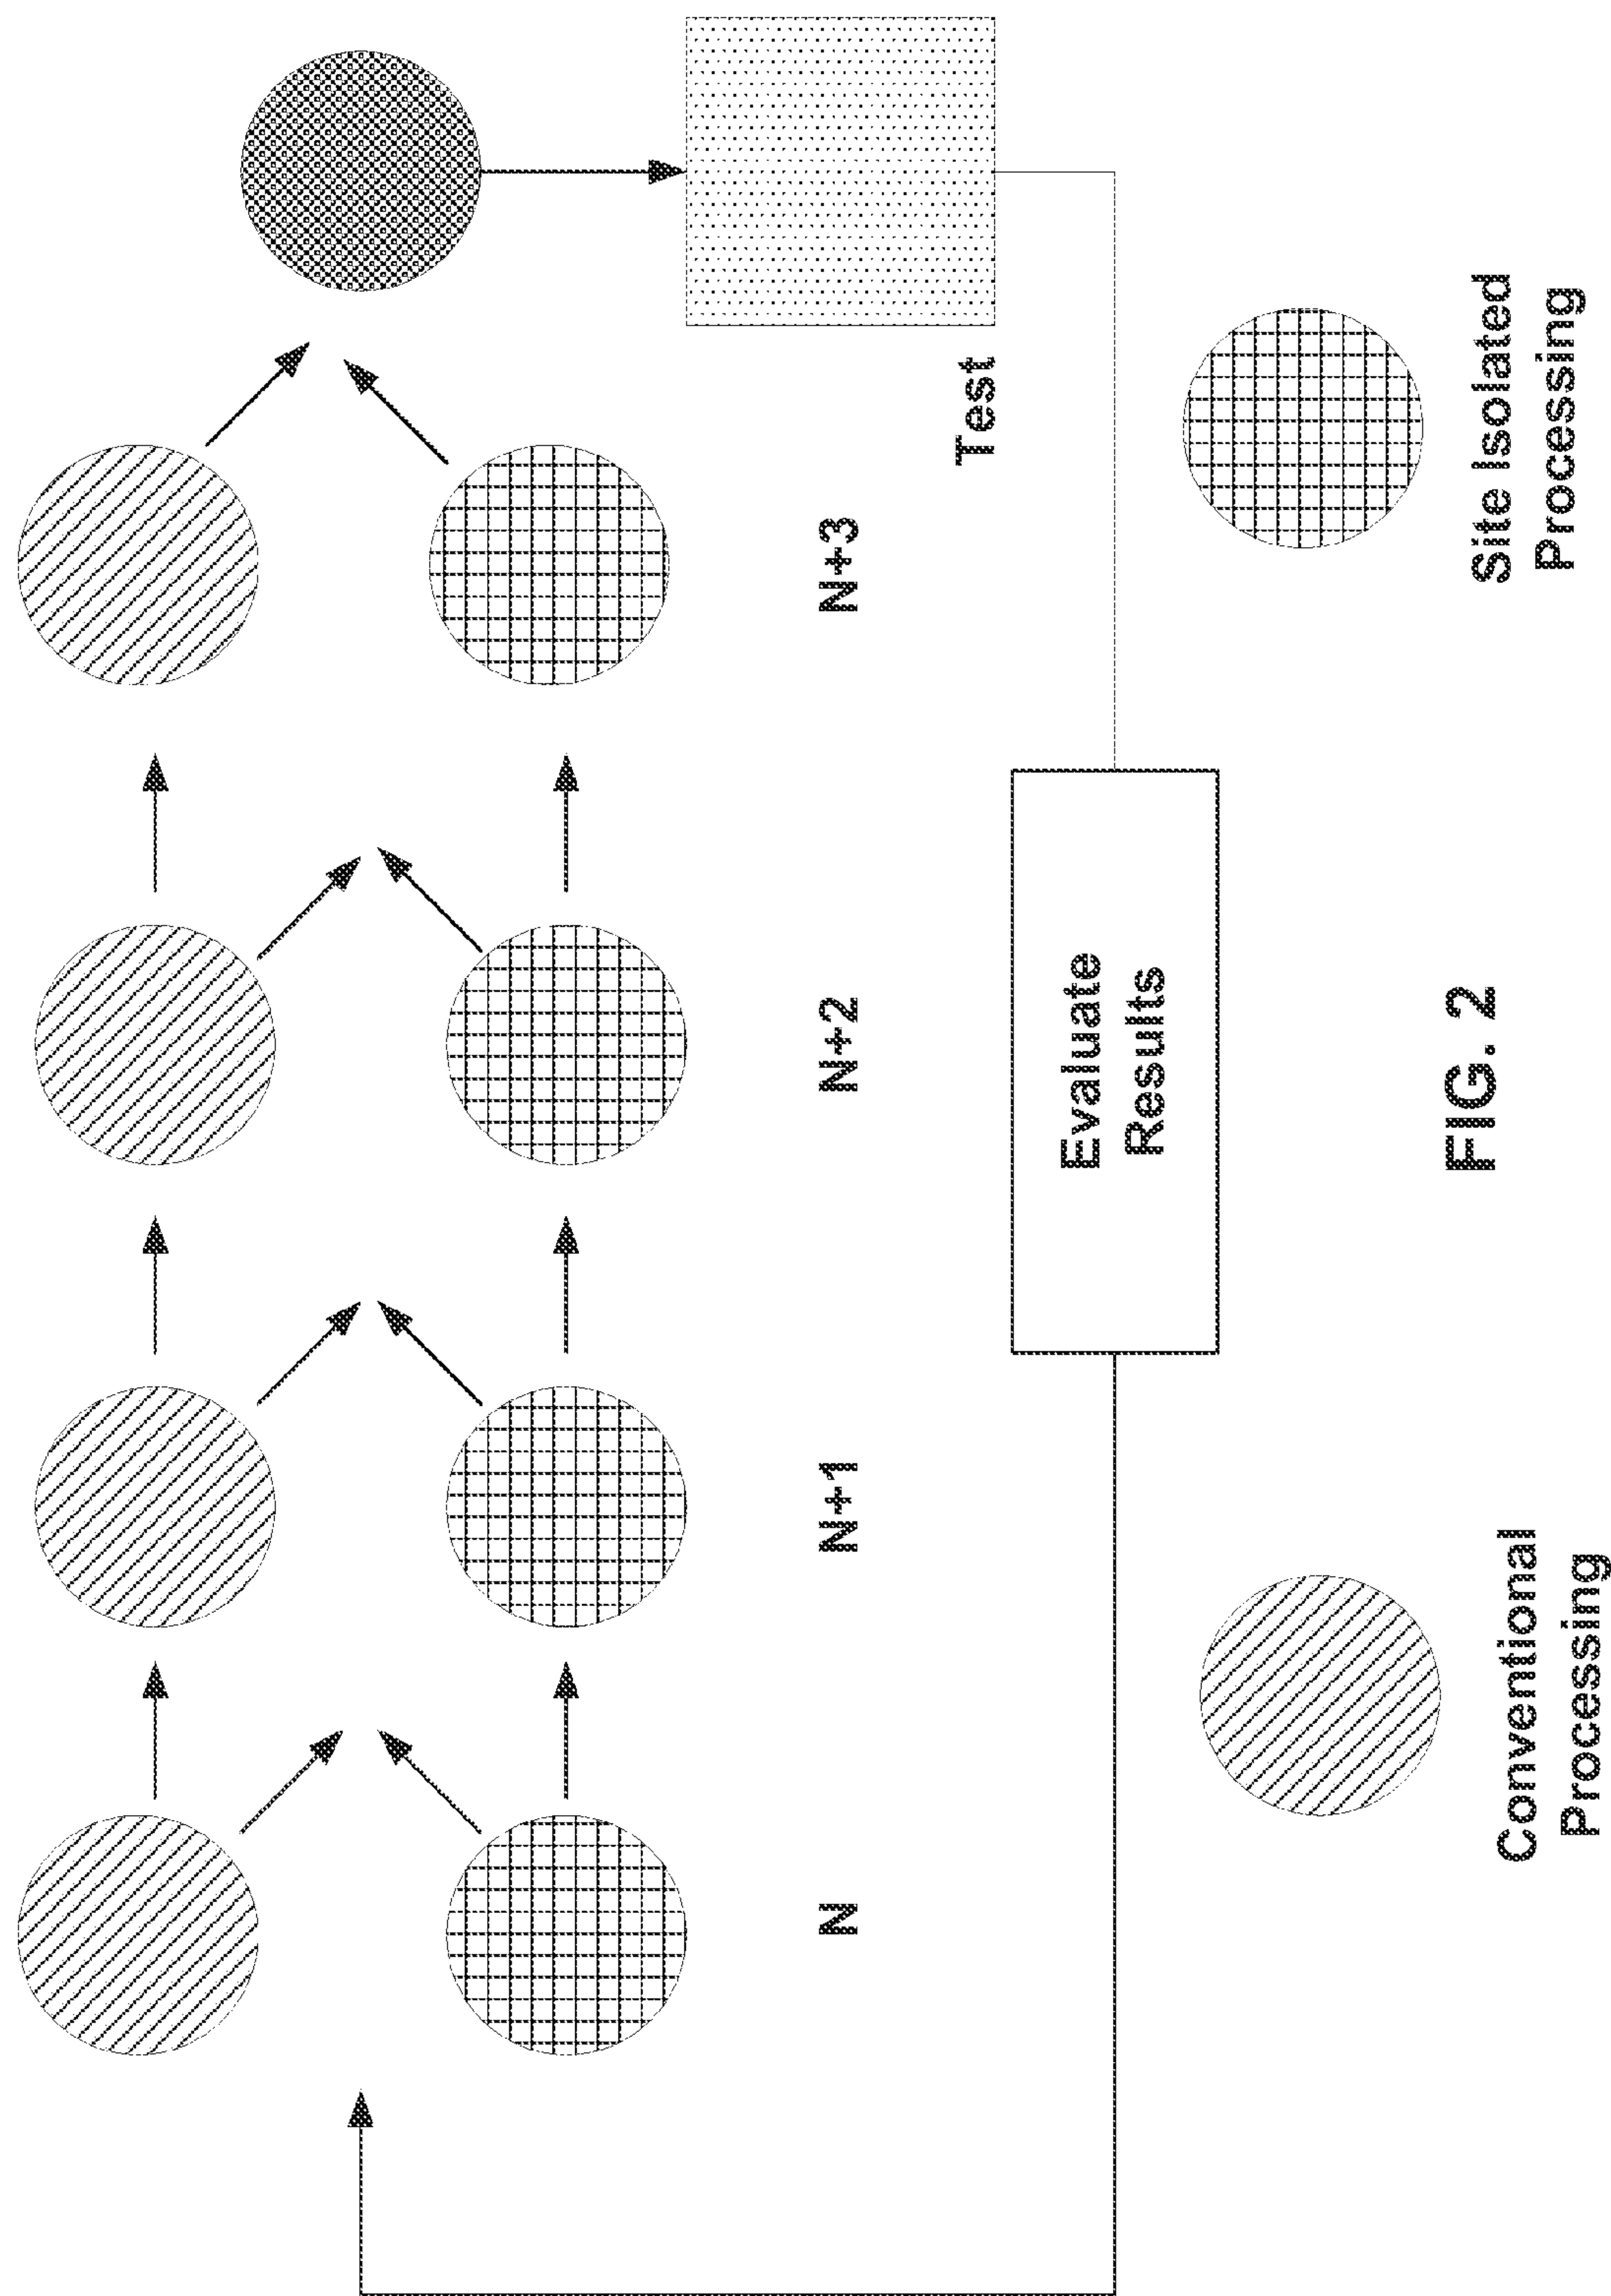 N
N+1
N+2
N+3
Test
Evaluate
Results
Conventional
Processing
Site Isolated
Processing
FIG. 2